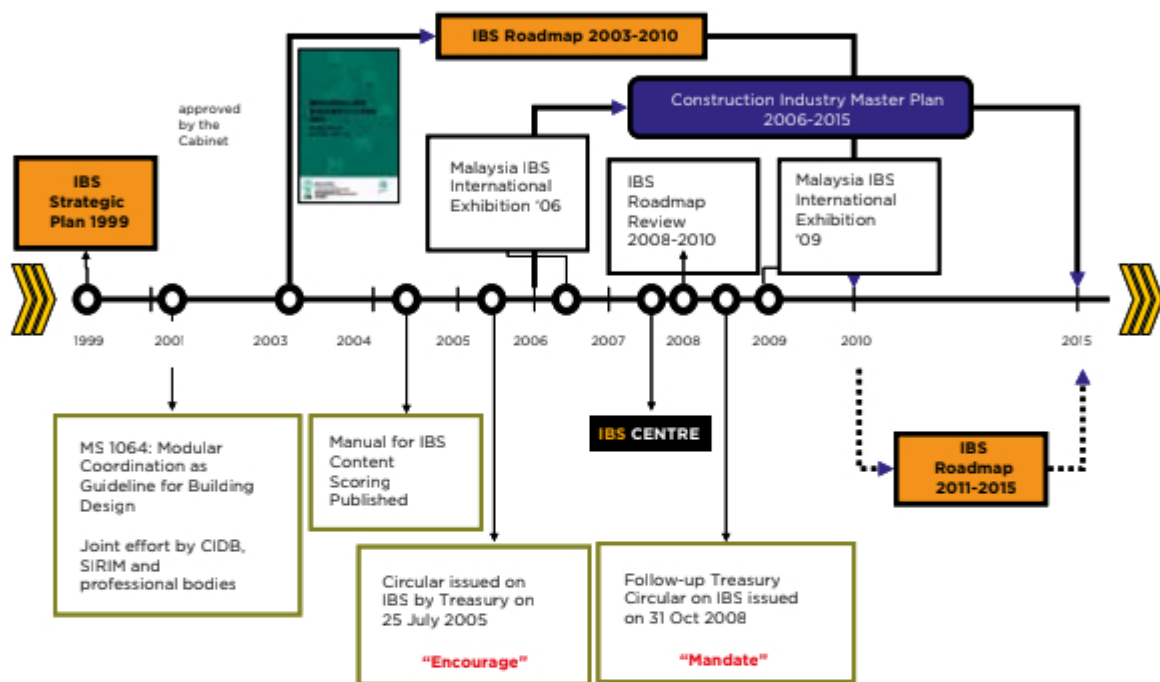 IBS Roadmap 2003-2010
approved
by the
Cabinet
Construction Industry Master Plan
2006-2015
IBS
Strategic
Plan 1999
Malaysia IBS
International
Exhibition ‘06
IBS
Roadmap
Review
2008-2010
Malaysia IBS
International
Exhibition
‘09
1999
2001
2003
2004
2005
2006
2007
2008
2009
2010
2015
MS 1064: Modular
Coordination as
Guideline for Building
Design
Joint effort by CIDB,
SIRIM and
professional bodies
Manual for IBS
Content
Scoring
Published
IBS CENTRE
IBS
Roadmap
2011-2015
Circular issued on
IBS by Treasury on
25 July 2005
“Encourage”
Follow-up Treasury
Circular on IBS issued
on 31 Oct 2008
“Mandate”